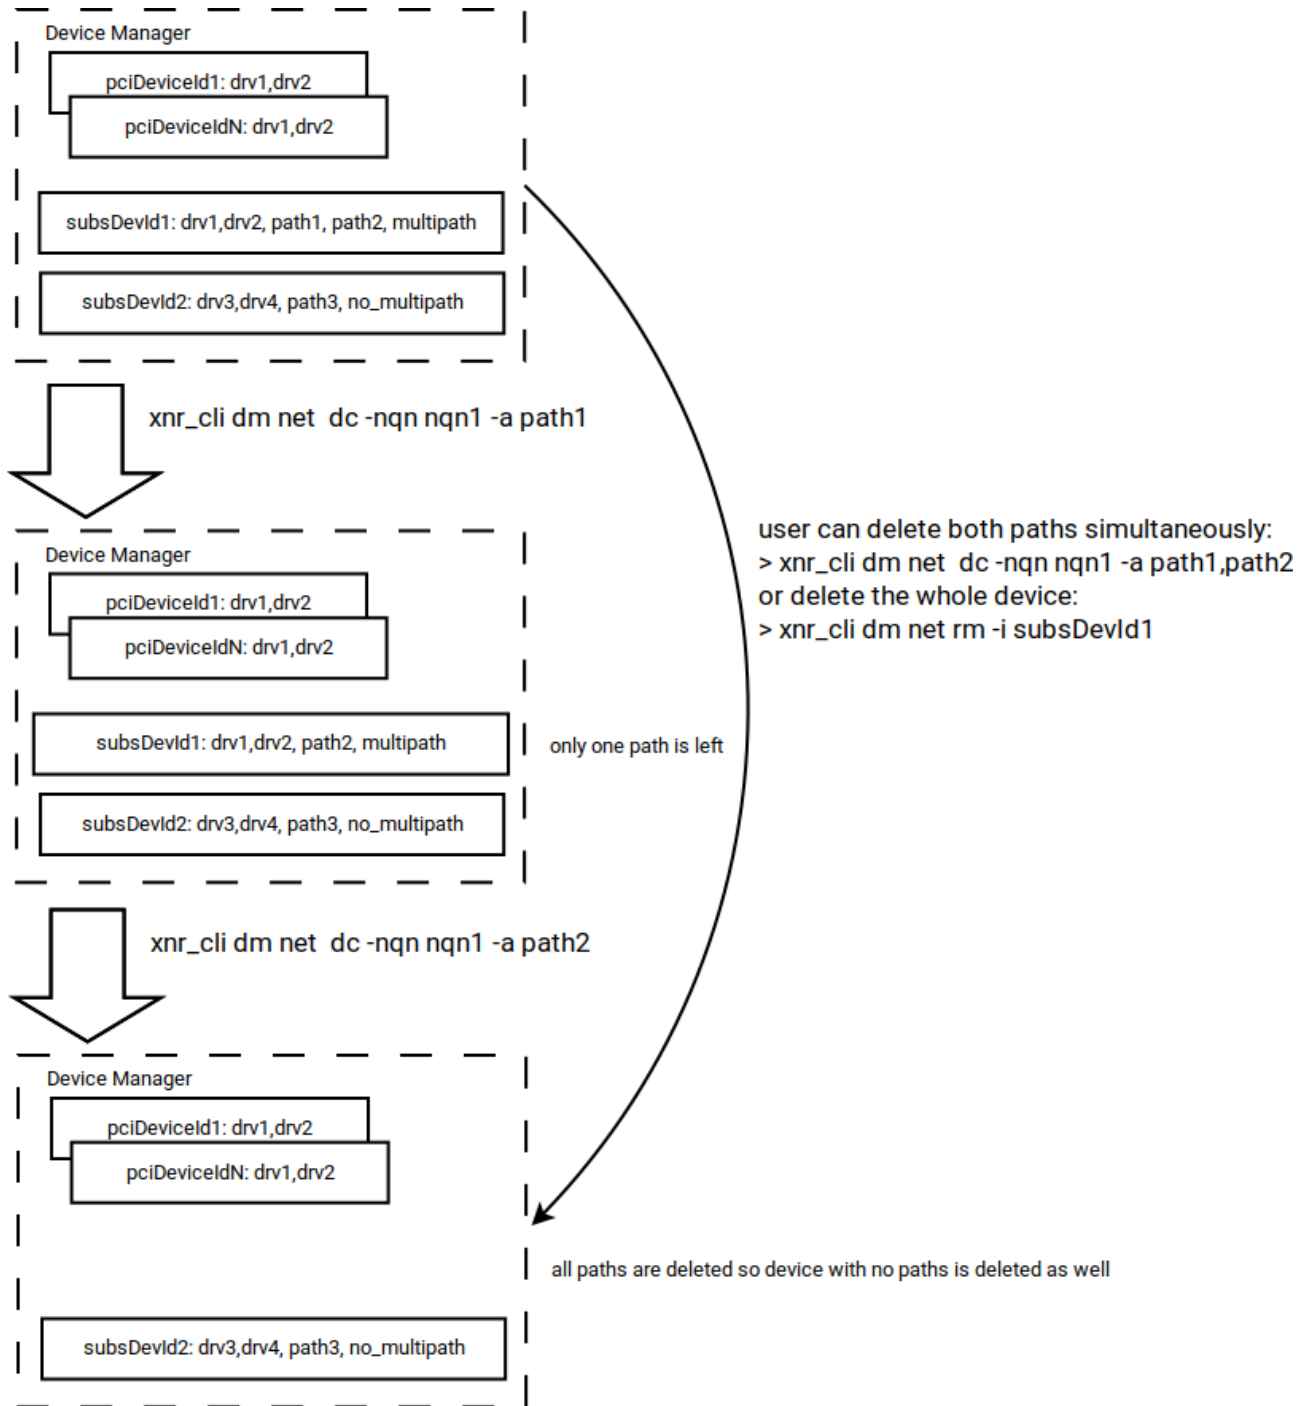 Device Manager
pciDeviceId1: drv1,drv2
pciDeviceIdN: drv1,drv2
subsDevId1: drv1,drv2, path1, path2, multipath
subsDevId2: drv3,drv4, path3, no_multipath
xnr_cli dm net  dc -nqn nqn1 -a path1
user can delete both paths simultaneously:
> xnr_cli dm net  dc -nqn nqn1 -a path1,path2
or delete the whole device:
> xnr_cli dm net rm -i subsDevId1
Device Manager
pciDeviceId1: drv1,drv2
pciDeviceIdN: drv1,drv2
subsDevId1: drv1,drv2, path2, multipath
only one path is left
subsDevId2: drv3,drv4, path3, no_multipath
xnr_cli dm net  dc -nqn nqn1 -a path2
Device Manager
pciDeviceId1: drv1,drv2
pciDeviceIdN: drv1,drv2
all paths are deleted so device with no paths is deleted as well
subsDevId2: drv3,drv4, path3, no_multipath